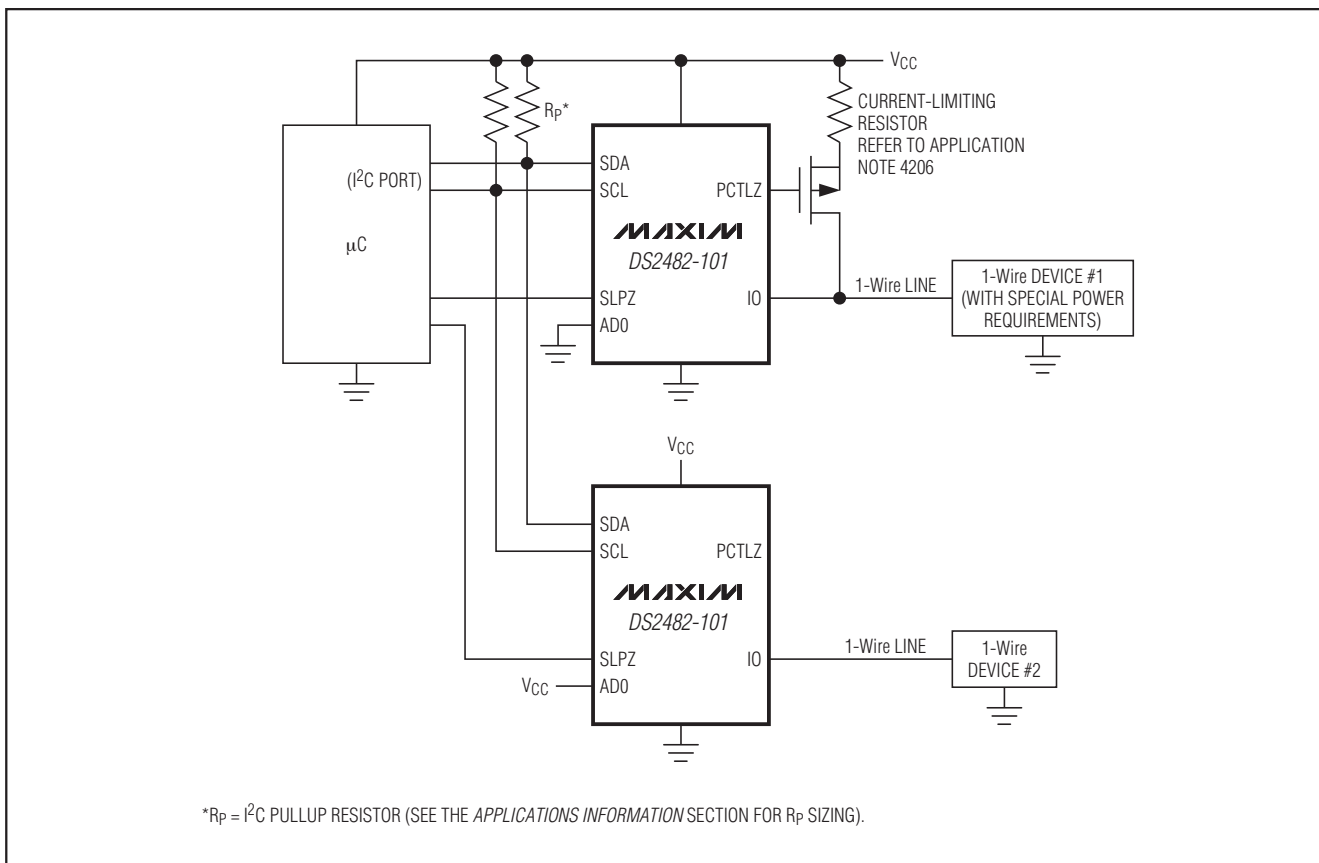 VCC
RP*
CURRENT-LIMITING
RESISTOR
REFER TO APPLICATION
NOTE 4206
(I2C PORT)
μC
SDA
SCL
PCTLZ
MAXIM
DS2482-101
SLPZ
AD0
IO
1-Wire LINE
1-Wire DEVICE #1
(WITH SPECIAL POWER
REQUIREMENTS)
VCC
SDA
SCL
PCTLZ
MAXIM
DS2482-101
SLPZ
VCC
AD0
IO
1-Wire LINE
1-Wire
DEVICE #2
*RP = I2C PULLUP RESISTOR (SEE THE APPLICATIONS INFORMATION SECTION FOR RP SIZING).